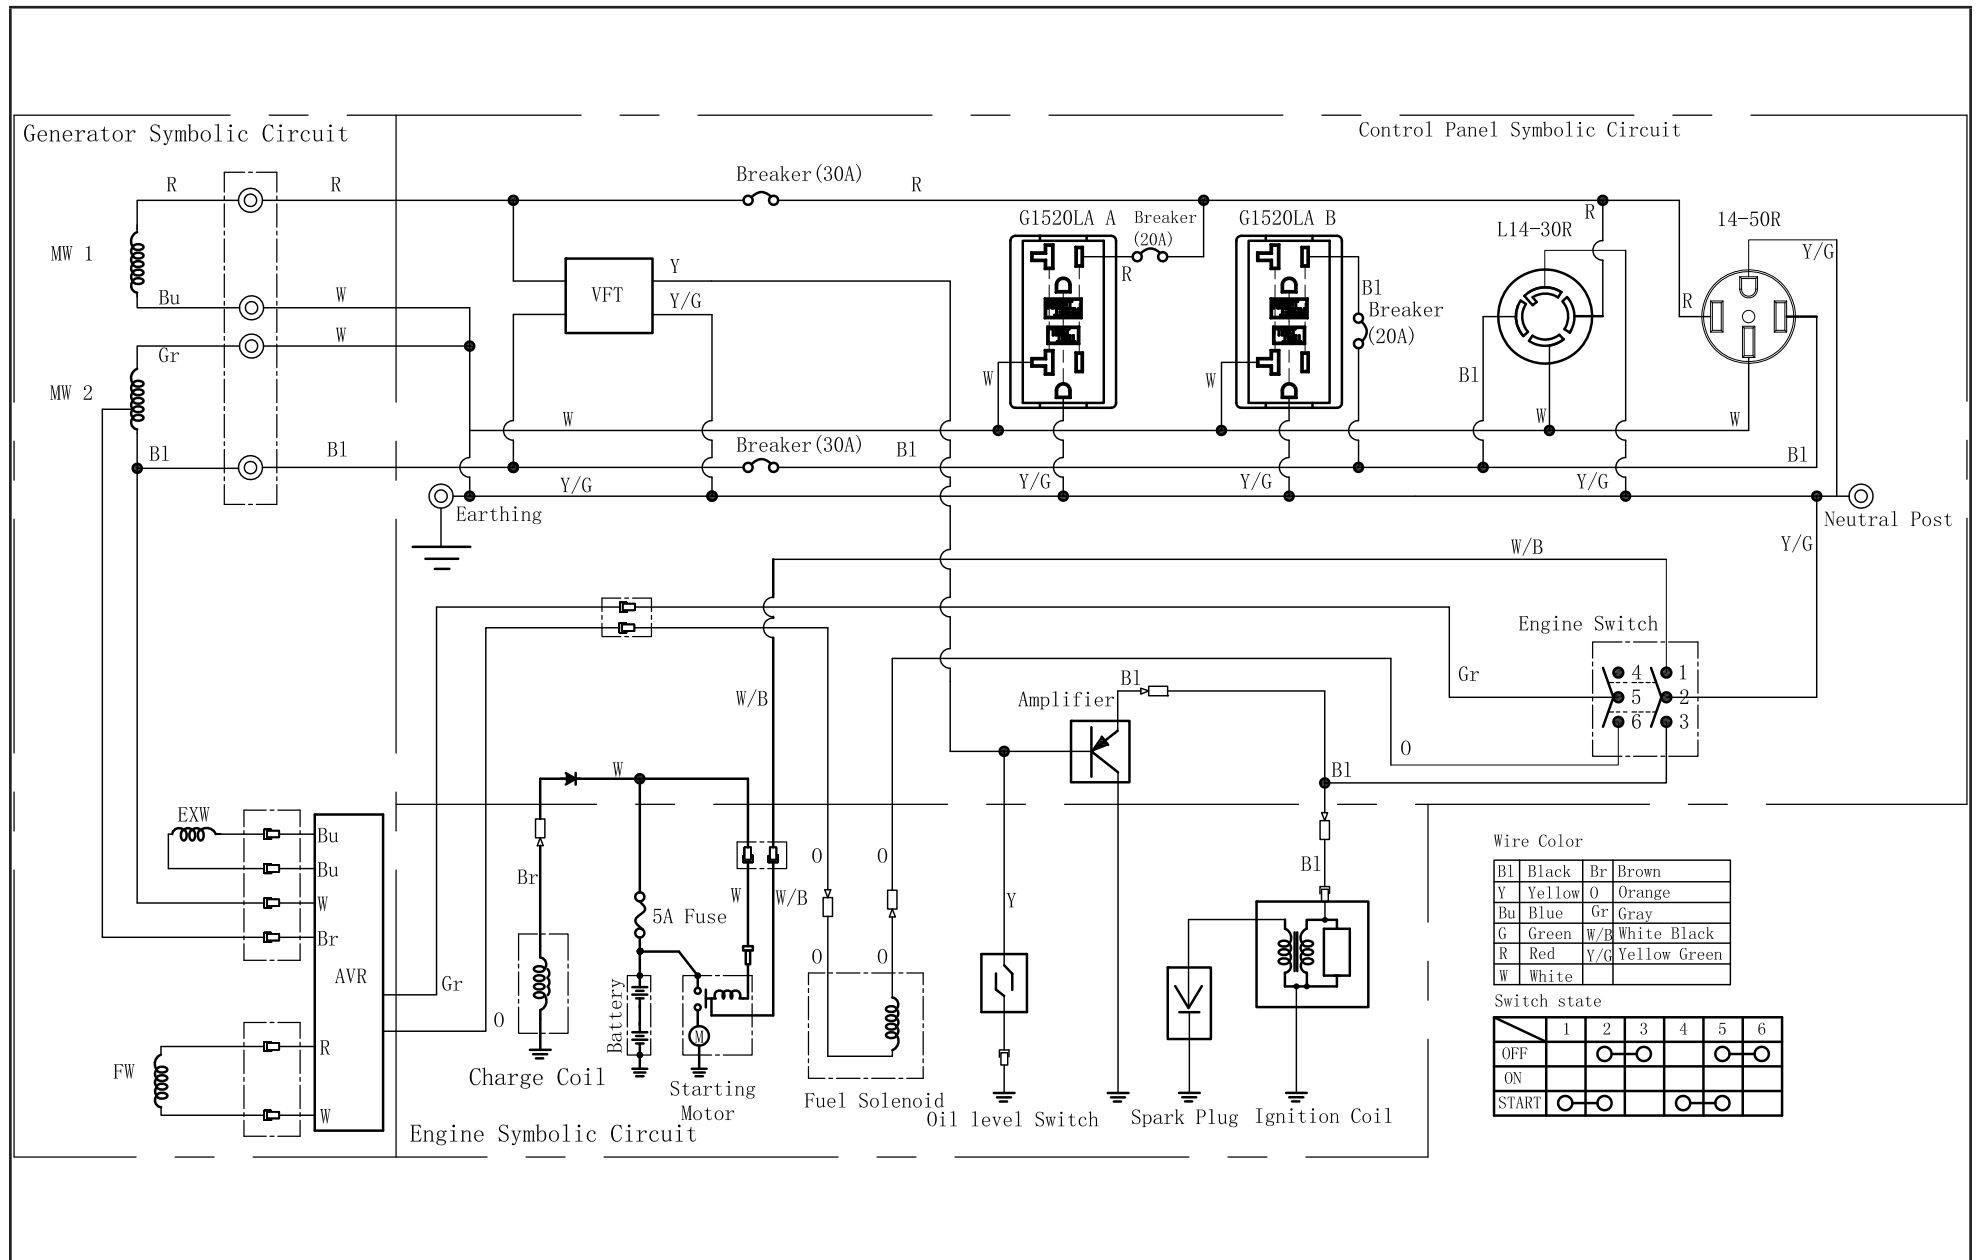 Generator Symbolic Circuit
Control Panel Symbolic Circuit
R
R
Breaker(30A)
R
G1520LA A
Breaker
(20A)
G1520LA B
R
L14-30R
14-50R
Y/G
MW 1
Bu
W
VFT
Y
Y/G
R
Bl
Breaker
(20A)
R
W
Gr
MW 2
W
W
Bl
W
W
W
Bl
Bl
Breaker(30A)
Bl
Bl
Y/G
Y/G
Y/G
Y/G
Earthing
Neutral Post
Y/G
W/B
Engine Switch
4 1
5 2
6 3
Gr
W/B
Bl
Amplifier
O
Bl
W
EXW
Bu
Bu
W
Br
AVR
Gr
O
R
W
FW
Br
5A Fuse
W
W/B
O
O
O
O
Y
Bl
Battery
M
Charge Coil
Starting
Motor
Fuel Solenoid
Oil level Switch
Spark Plug
Ignition Coil
Engine Symbolic Circuit
Wire Color
Bl Black Br Brown
Y Yellow O Orange
Bu Blue Gr Gray
G Green W/B White Black
R Red Y/G Yellow Green
W White
Switch state
1 2 3 4 5 6
OFF
ON
START